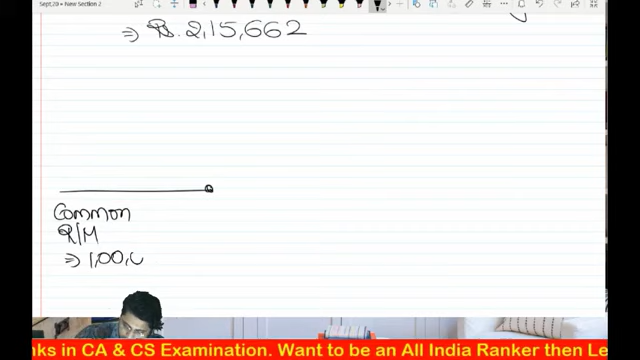 Sept,20 – New Section 2
⇒ Rs. 2,15,662
Common
R/M
⇒ 1,00,0
nks in CA & CS Examination. Want to be an All India Ranker then Le